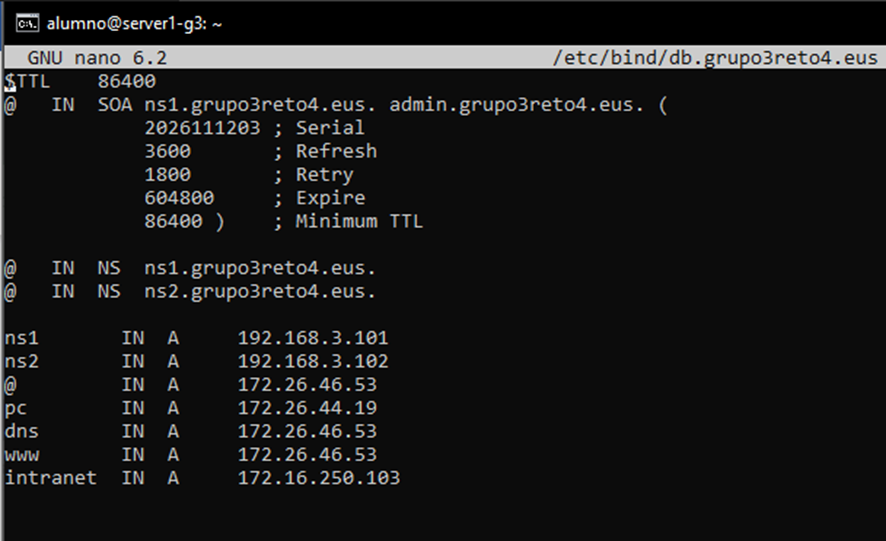 alumno@server1-g3: ~
GNU nano 6.2 /etc/bind/db.grupo3reto4.eus
$TTL 86400
@ IN SOA ns1.grupo3reto4.eus. admin.grupo3reto4.eus. (
2026111203 ; Serial
3600 ; Refresh
1800 ; Retry
604800 ; Expire
86400 ) ; Minimum TTL
@ IN NS ns1.grupo3reto4.eus.
@ IN NS ns2.grupo3reto4.eus.
ns1 IN A 192.168.3.101
ns2 IN A 192.168.3.102
@ IN A 172.26.46.53
pc IN A 172.26.44.19
dns IN A 172.26.46.53
www IN A 172.26.46.53
intranet IN A 172.16.250.103